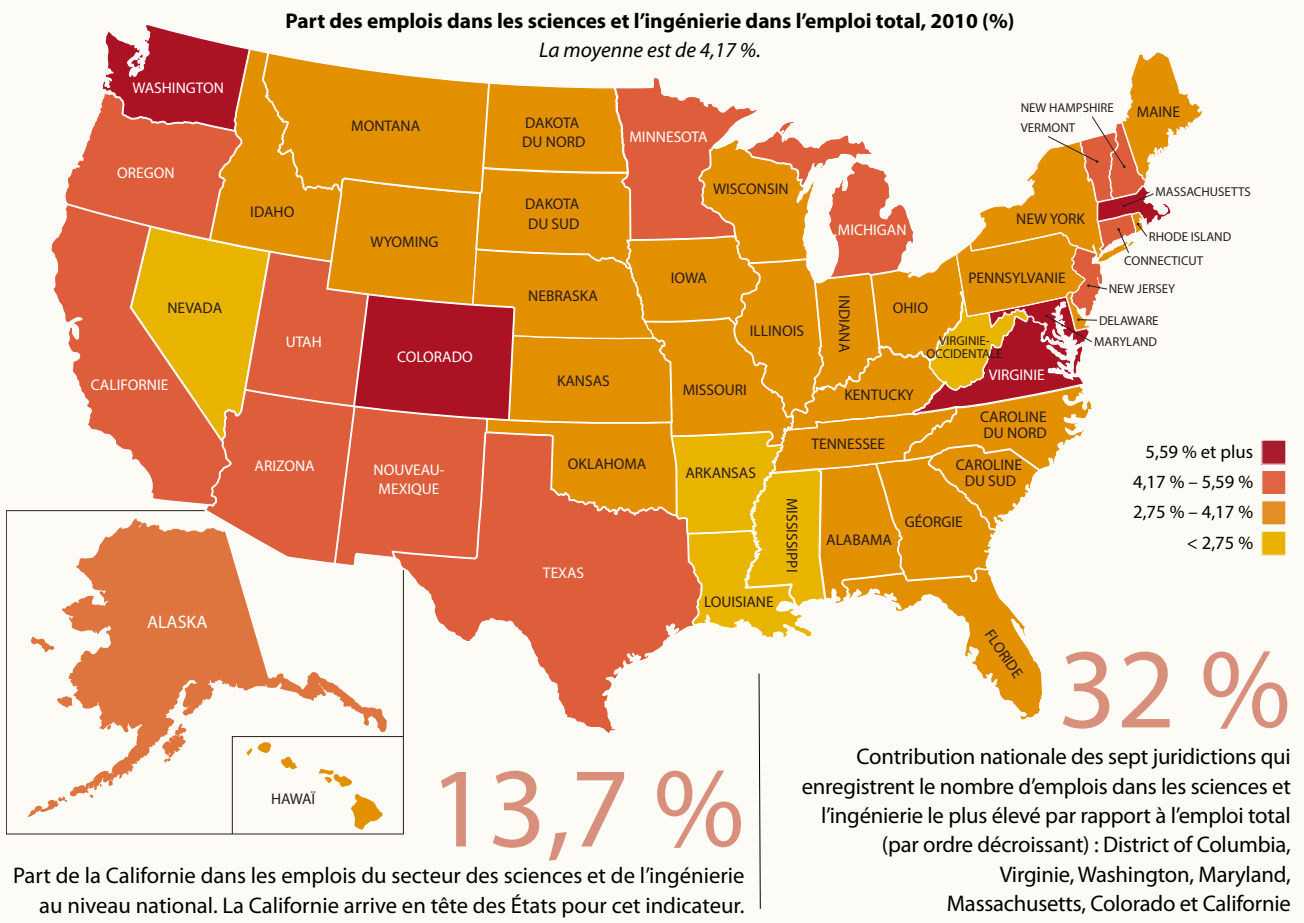 Part des emplois dans les sciences et l’ingénierie dans l’emploi total, 2010 (%)
La moyenne est de 4,17 %.
WASHINGTON
OREGON
CALIFORNIE
NEVADA
IDAHO
MONTANA
WYOMING
UTAH
COLORADO
ARIZONA
NOUVEAU-
MEXIQUE
DAKOTA
DU NORD
DAKOTA
DU SUD
NEBRASKA
KANSAS
OKLAHOMA
TEXAS
MINNESOTA
IOWA
MISSOURI
ARKANSAS
LOUISIANE
WISCONSIN
ILLINOIS
MICHIGAN
INDIANA
OHIO
KENTUCKY
TENNESSEE
MISSISSIPPI
ALABAMA
GÉORGIE
FLORIDE
CAROLINE
DU SUD
CAROLINE
DU NORD
VIRGINIE
VIRGINIE-
OCCIDENTALE
PENNSYLVANIE
NEW YORK
MAINE
NEW HAMPSHIRE
VERMONT
MASSACHUSETTS
RHODE ISLAND
CONNECTICUT
NEW JERSEY
DELAWARE
MARYLAND
5,59 % et plus
4,17 % – 5,59 %
2,75 % – 4,17 %
< 2,75 %
ALASKA
HAWAÏ
13,7 %
Part de la Californie dans les emplois du secteur des sciences et de l’ingénierie
au niveau national. La Californie arrive en tête des États pour cet indicateur.
32 %
Contribution nationale des sept juridictions qui
enregistrent le nombre d’emplois dans les sciences et
l’ingénierie le plus élevé par rapport à l’emploi total
(par ordre décroissant) : District of Columbia,
Virginie, Washington, Maryland,
Massachusetts, Colorado et Californie